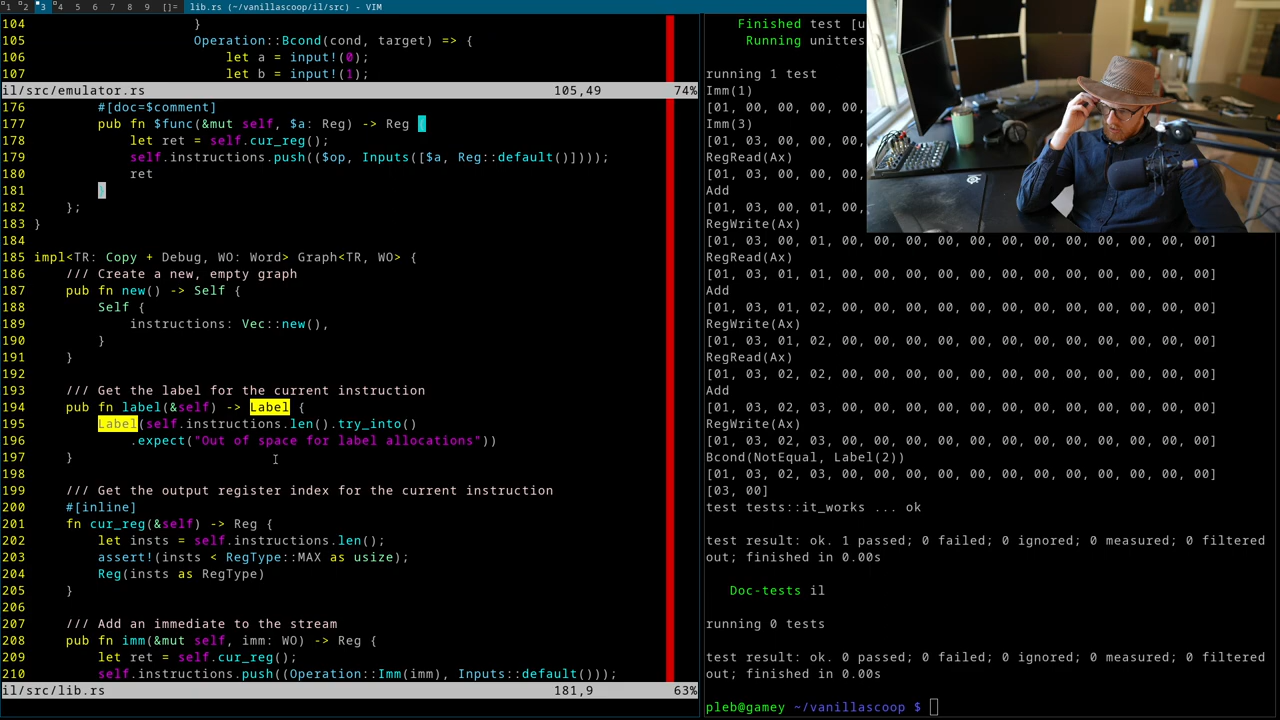 1 2 3 4 5 6 7 8 9 []= lib.rs (~/vanillascoop/il/src) - VIM
104 }
105 Operation::Bcond(cond, target) => {
106 let a = input!(0);
107 let b = input!(1);
il/src/emulator.rs 105,49 74%
176 #[doc=$comment]
177 pub fn $func(&mut self, $a: Reg) -> Reg {
178 let ret = self.cur_reg();
179 self.instructions.push(($op, Inputs([$a, Reg::default()])));
180 ret
181 }
182 };
183 }
184
185 impl<TR: Copy + Debug, WO: Word> Graph<TR, WO> {
186 /// Create a new, empty graph
187 pub fn new() -> Self {
188 Self {
189 instructions: Vec::new(),
190 }
191 }
192
193 /// Get the label for the current instruction
194 pub fn label(&self) -> Label {
195 Label(self.instructions.len().try_into()
196 .expect("Out of space for label allocations"))
197 }
198
199 /// Get the output register index for the current instruction
200 #[inline]
201 fn cur_reg(&self) -> Reg {
202 let insts = self.instructions.len();
203 assert!(insts < RegType::MAX as usize);
204 Reg(insts as RegType)
205 }
206
207 /// Add an immediate to the stream
208 pub fn imm(&mut self, imm: WO) -> Reg {
209 let ret = self.cur_reg();
210 self.instructions.push((Operation::Imm(imm), Inputs::default()));
il/src/lib.rs 181,9 63%
Finished test [u
Running unittes
running 1 test
Imm(1)
[01, 00, 00, 00,
Imm(3)
[01, 03, 00, 00,
RegRead(Ax)
[01, 03, 00, 00,
Add
[01, 03, 00, 01, 00,
RegWrite(Ax)
[01, 03, 00, 01, 00, 00, 00, 00, 00, 00, 00, 00, 00, 00, 00, 00]
RegRead(Ax)
[01, 03, 01, 01, 00, 00, 00, 00, 00, 00, 00, 00, 00, 00, 00, 00]
Add
[01, 03, 01, 02, 00, 00, 00, 00, 00, 00, 00, 00, 00, 00, 00, 00]
RegWrite(Ax)
[01, 03, 01, 02, 00, 00, 00, 00, 00, 00, 00, 00, 00, 00, 00, 00]
RegRead(Ax)
[01, 03, 02, 02, 00, 00, 00, 00, 00, 00, 00, 00, 00, 00, 00, 00]
Add
[01, 03, 02, 03, 00, 00, 00, 00, 00, 00, 00, 00, 00, 00, 00, 00]
RegWrite(Ax)
[01, 03, 02, 03, 00, 00, 00, 00, 00, 00, 00, 00, 00, 00, 00, 00]
Bcond(NotEqual, Label(2))
[01, 03, 02, 03, 00, 00, 00, 00, 00, 00, 00, 00, 00, 00, 00, 00]
[03, 00]
test tests::it_works ... ok
test result: ok. 1 passed; 0 failed; 0 ignored; 0 measured; 0 filtered
out; finished in 0.00s
Doc-tests il
running 0 tests
test result: ok. 0 passed; 0 failed; 0 ignored; 0 measured; 0 filtered
out; finished in 0.00s
pleb@gamey ~/vanillascoop $